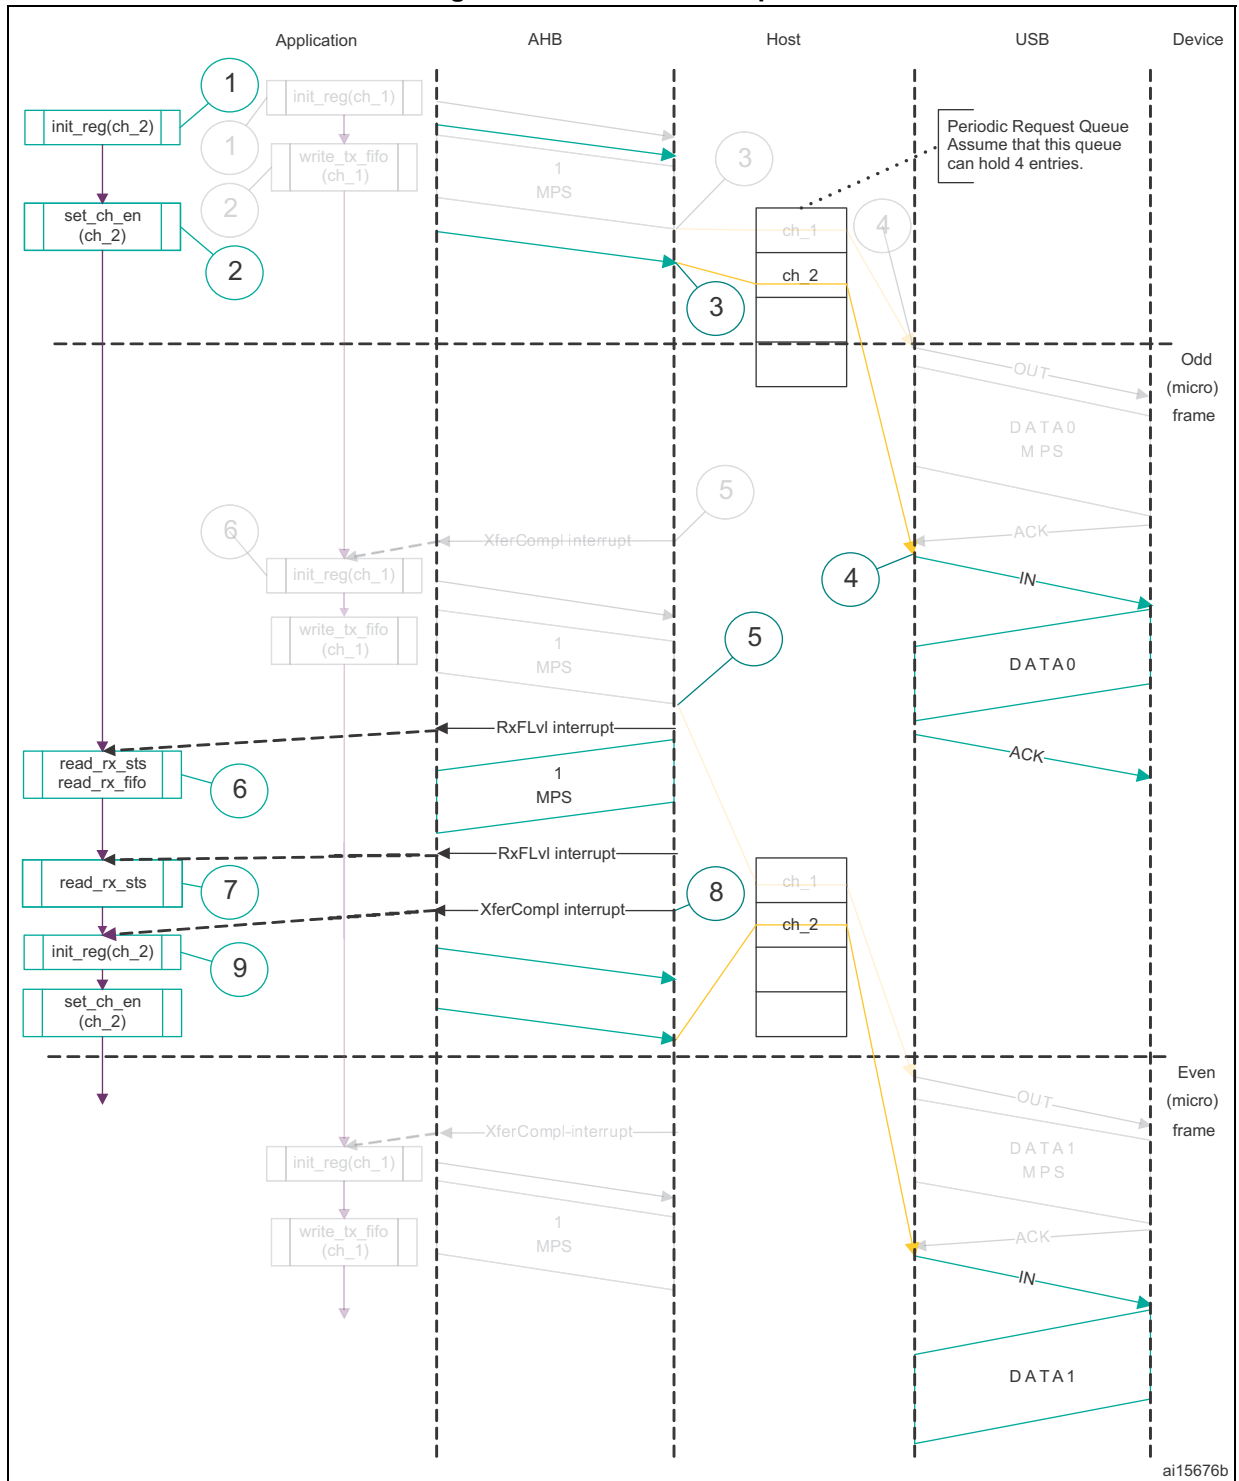 Application
AHB
Host
USB
Device
1
init_reg(ch_1)
init_reg(ch_2)
1
write_tx_fifo
(ch_1)
1
MPS
3
Periodic Request Queue
Assume that this queue
can hold 4 entries.
2
set_ch_en
(ch_2)
2
ch_1
4
ch_2
3
Odd
(micro)
frame
OUT
DATA0
MPS
5
6
XferCompl interrupt
ACK
init_reg(ch_1)
4
IN
write_tx_fifo
(ch_1)
1
MPS
5
DATA0
RxFLvl interrupt
ACK
read_rx_sts
read_rx_fifo
6
1
MPS
RxFLvl interrupt
read_rx_sts
7
8
ch_1
XferCompl interrupt
ch_2
init_reg(ch_2)
9
set_ch_en
(ch_2)
Even
(micro)
frame
OUT
XferCompl-interrupt
DATA1
MPS
init_reg(ch_1)
write_tx_fifo
(ch_1)
1
MPS
ACK
IN
DATA1
ai15676b